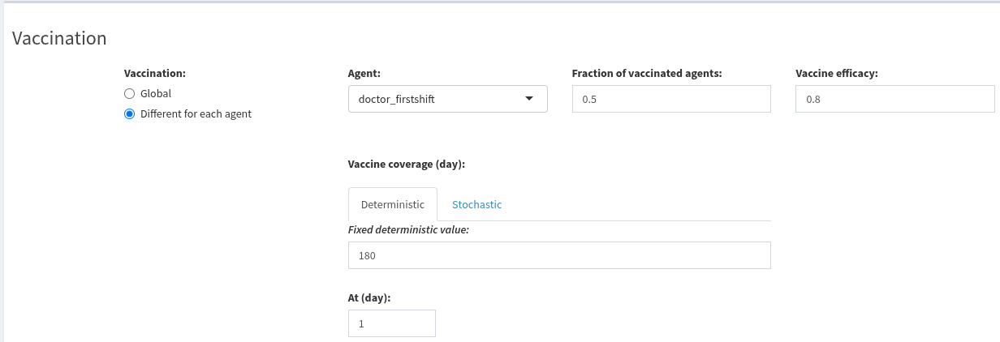 Vaccination
Vaccination:
Global
Different for each agent
Agent:
doctor_firstshift
Fraction of vaccinated agents:
0.5
Vaccine efficacy:
0.8
Vaccine coverage (day):
Deterministic
Stochastic
Fixed deterministic value:
180
At (day):
1